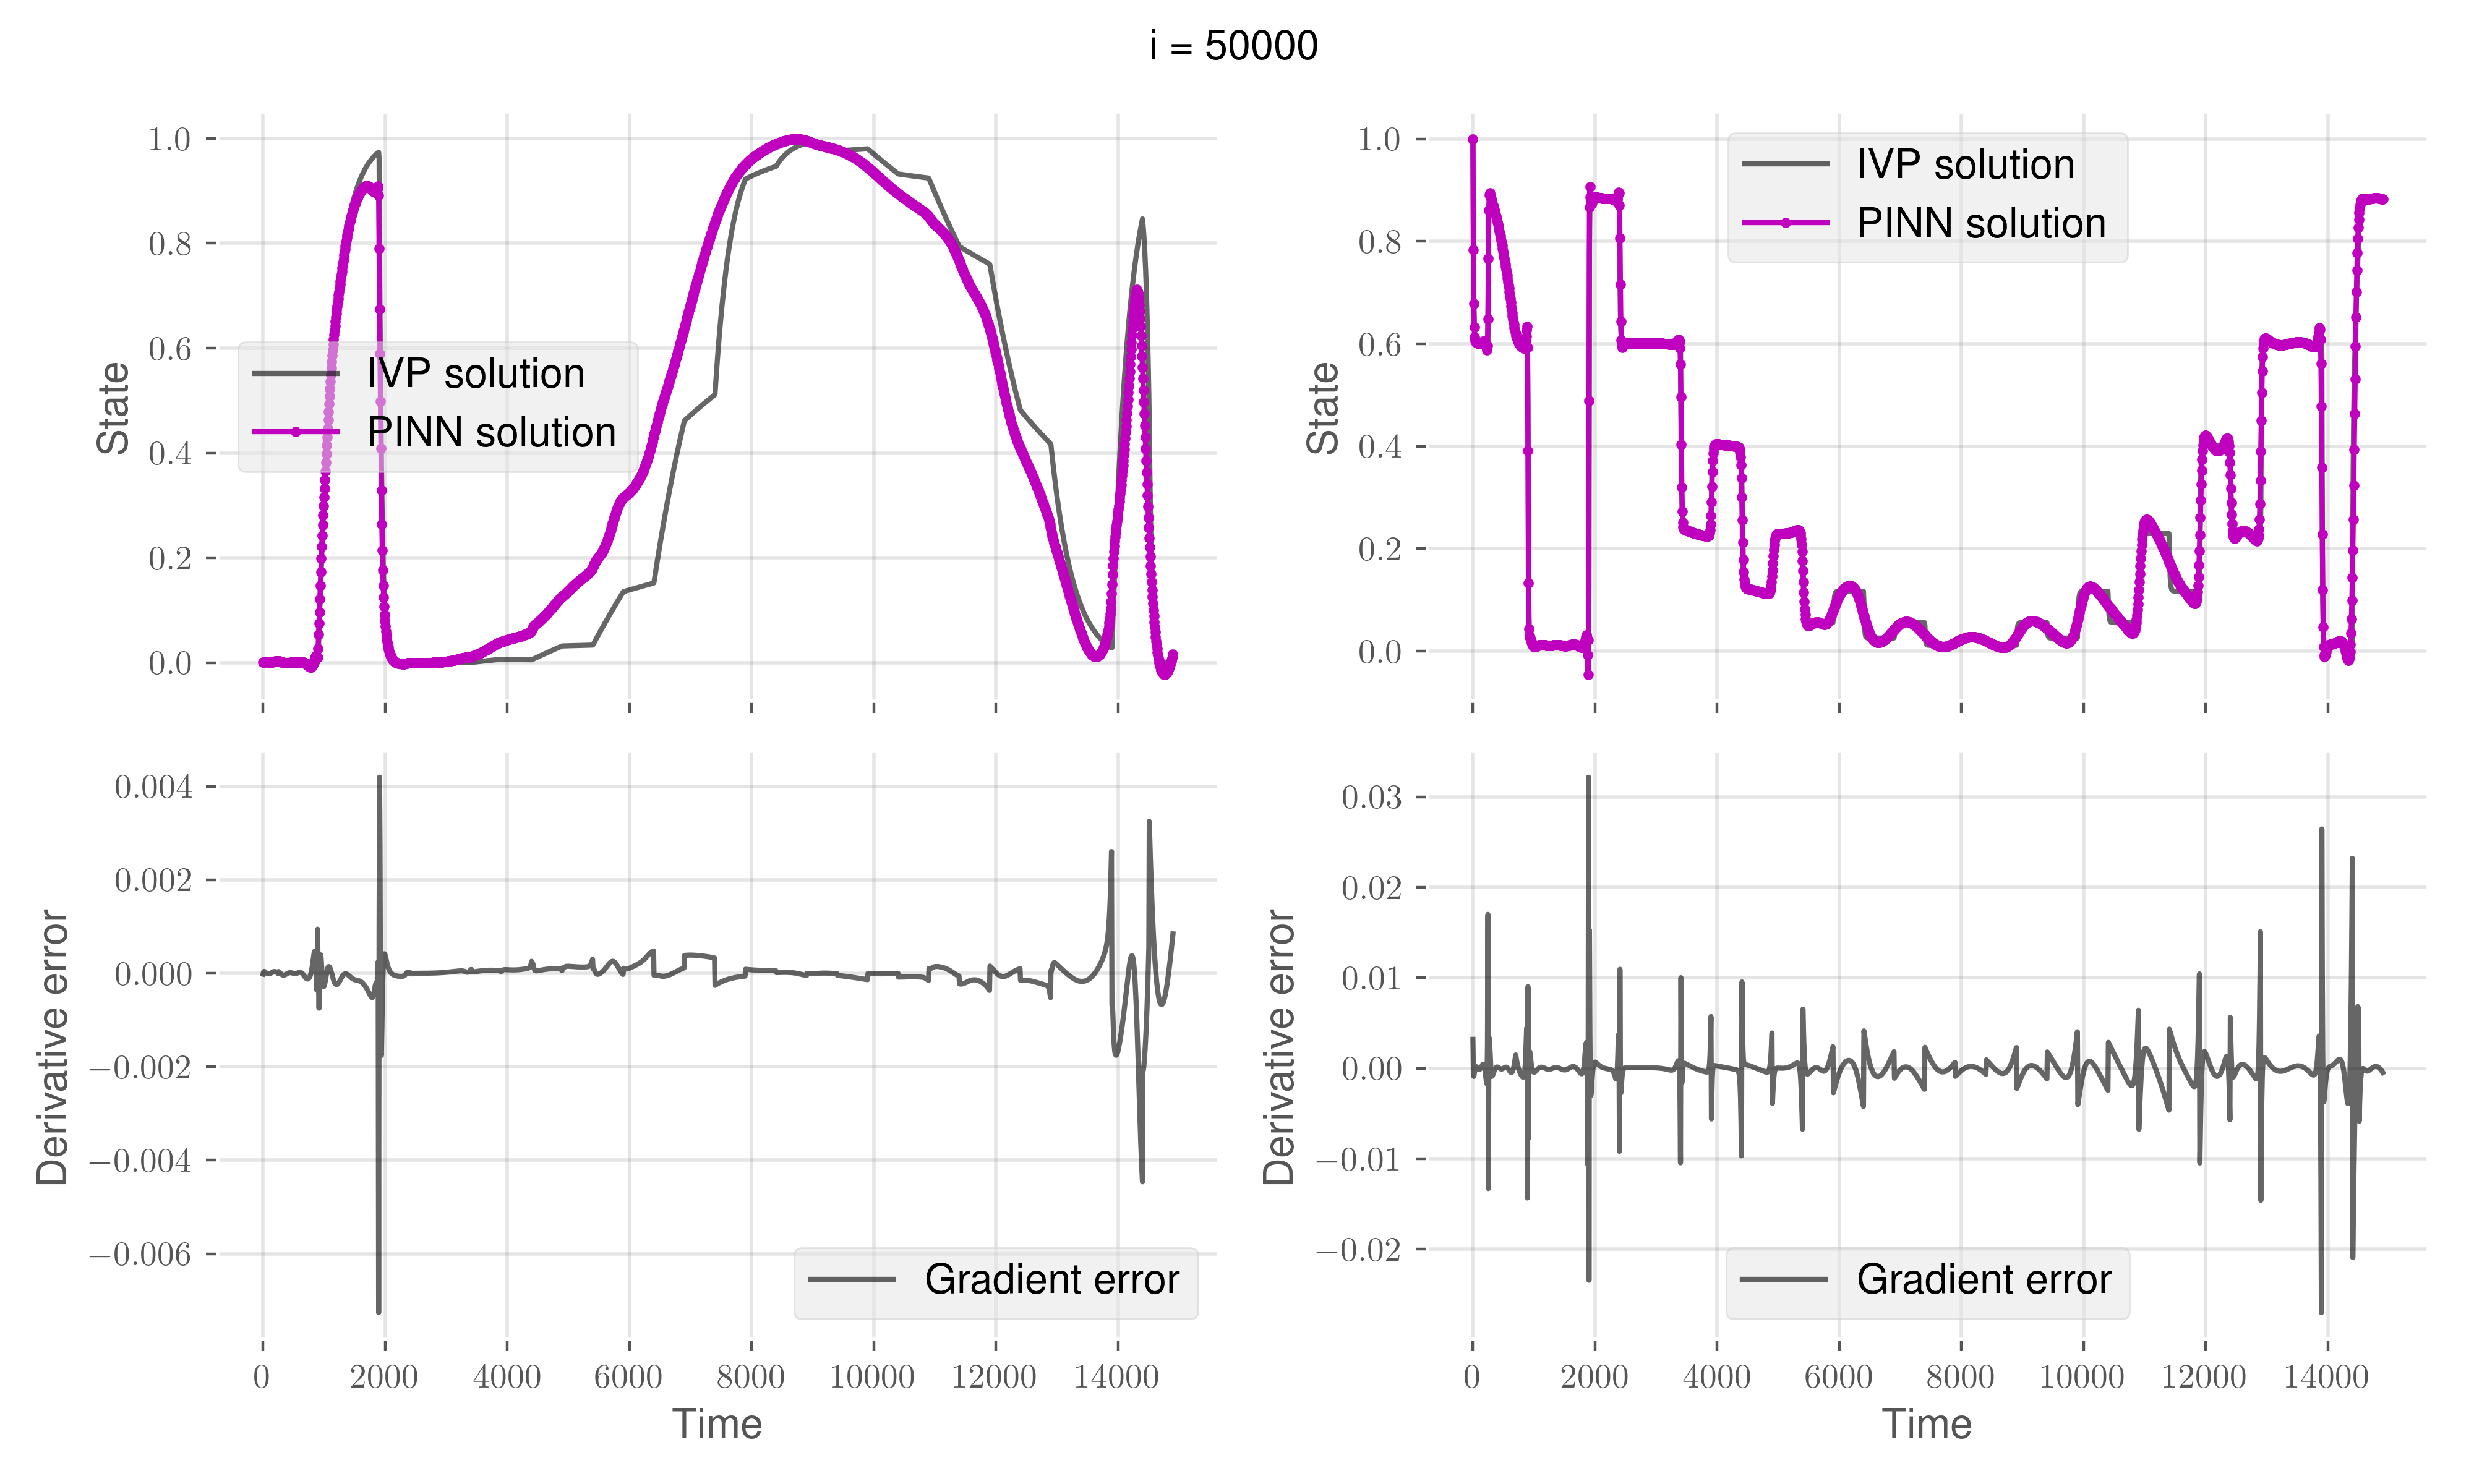 i = 50000
1.0
0.8
0.6
0.4
0.2
0.0
State
IVP solution
PINN solution
1.0
0.8
0.6
0.4
0.2
0.0
State
IVP solution
PINN solution
0.004
0.002
0.000
−0.002
−0.004
−0.006
Derivative error
Gradient error
0 2000 4000 6000 8000 10000 12000 14000
Time
0.03
0.02
0.01
0.00
−0.01
−0.02
Derivative error
Gradient error
0 2000 4000 6000 8000 10000 12000 14000
Time